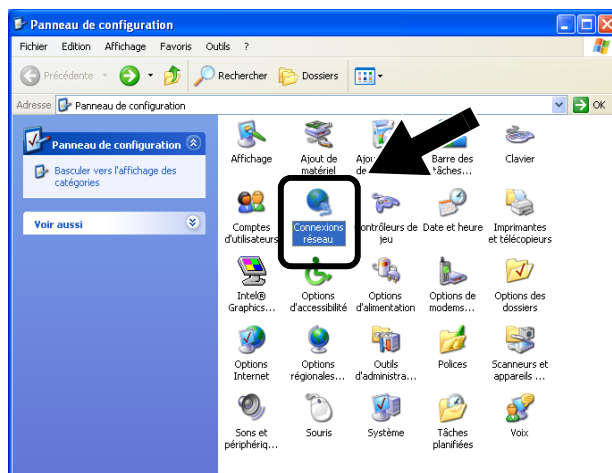 Panneau de configuration
Fichier Edition Affichage Favoris Outils ?
Précédente Rechercher Dossiers
Adresse Panneau de configuration OK
Panneau de configuration
Basculer vers l'affichage des
catégories
Voir aussi
Affichage
Ajout de
matériel
Barre des
tâches...
Clavier
Comptes
d'utilisateurs
Connexions
réseau
Contrôleurs de
jeu
Date et heure
Imprimantes
et télécopieurs
Intel®
Graphics...
Options
d'accessibilité
Options
d'alimentation
Options de
modems...
Options des
dossiers
Options
Internet
Options
régionales...
Outils
d'administra...
Polices
Scanneurs et
appareils ...
Sons et
périphériq...
Souris
Système
Tâches
planifiées
Voix